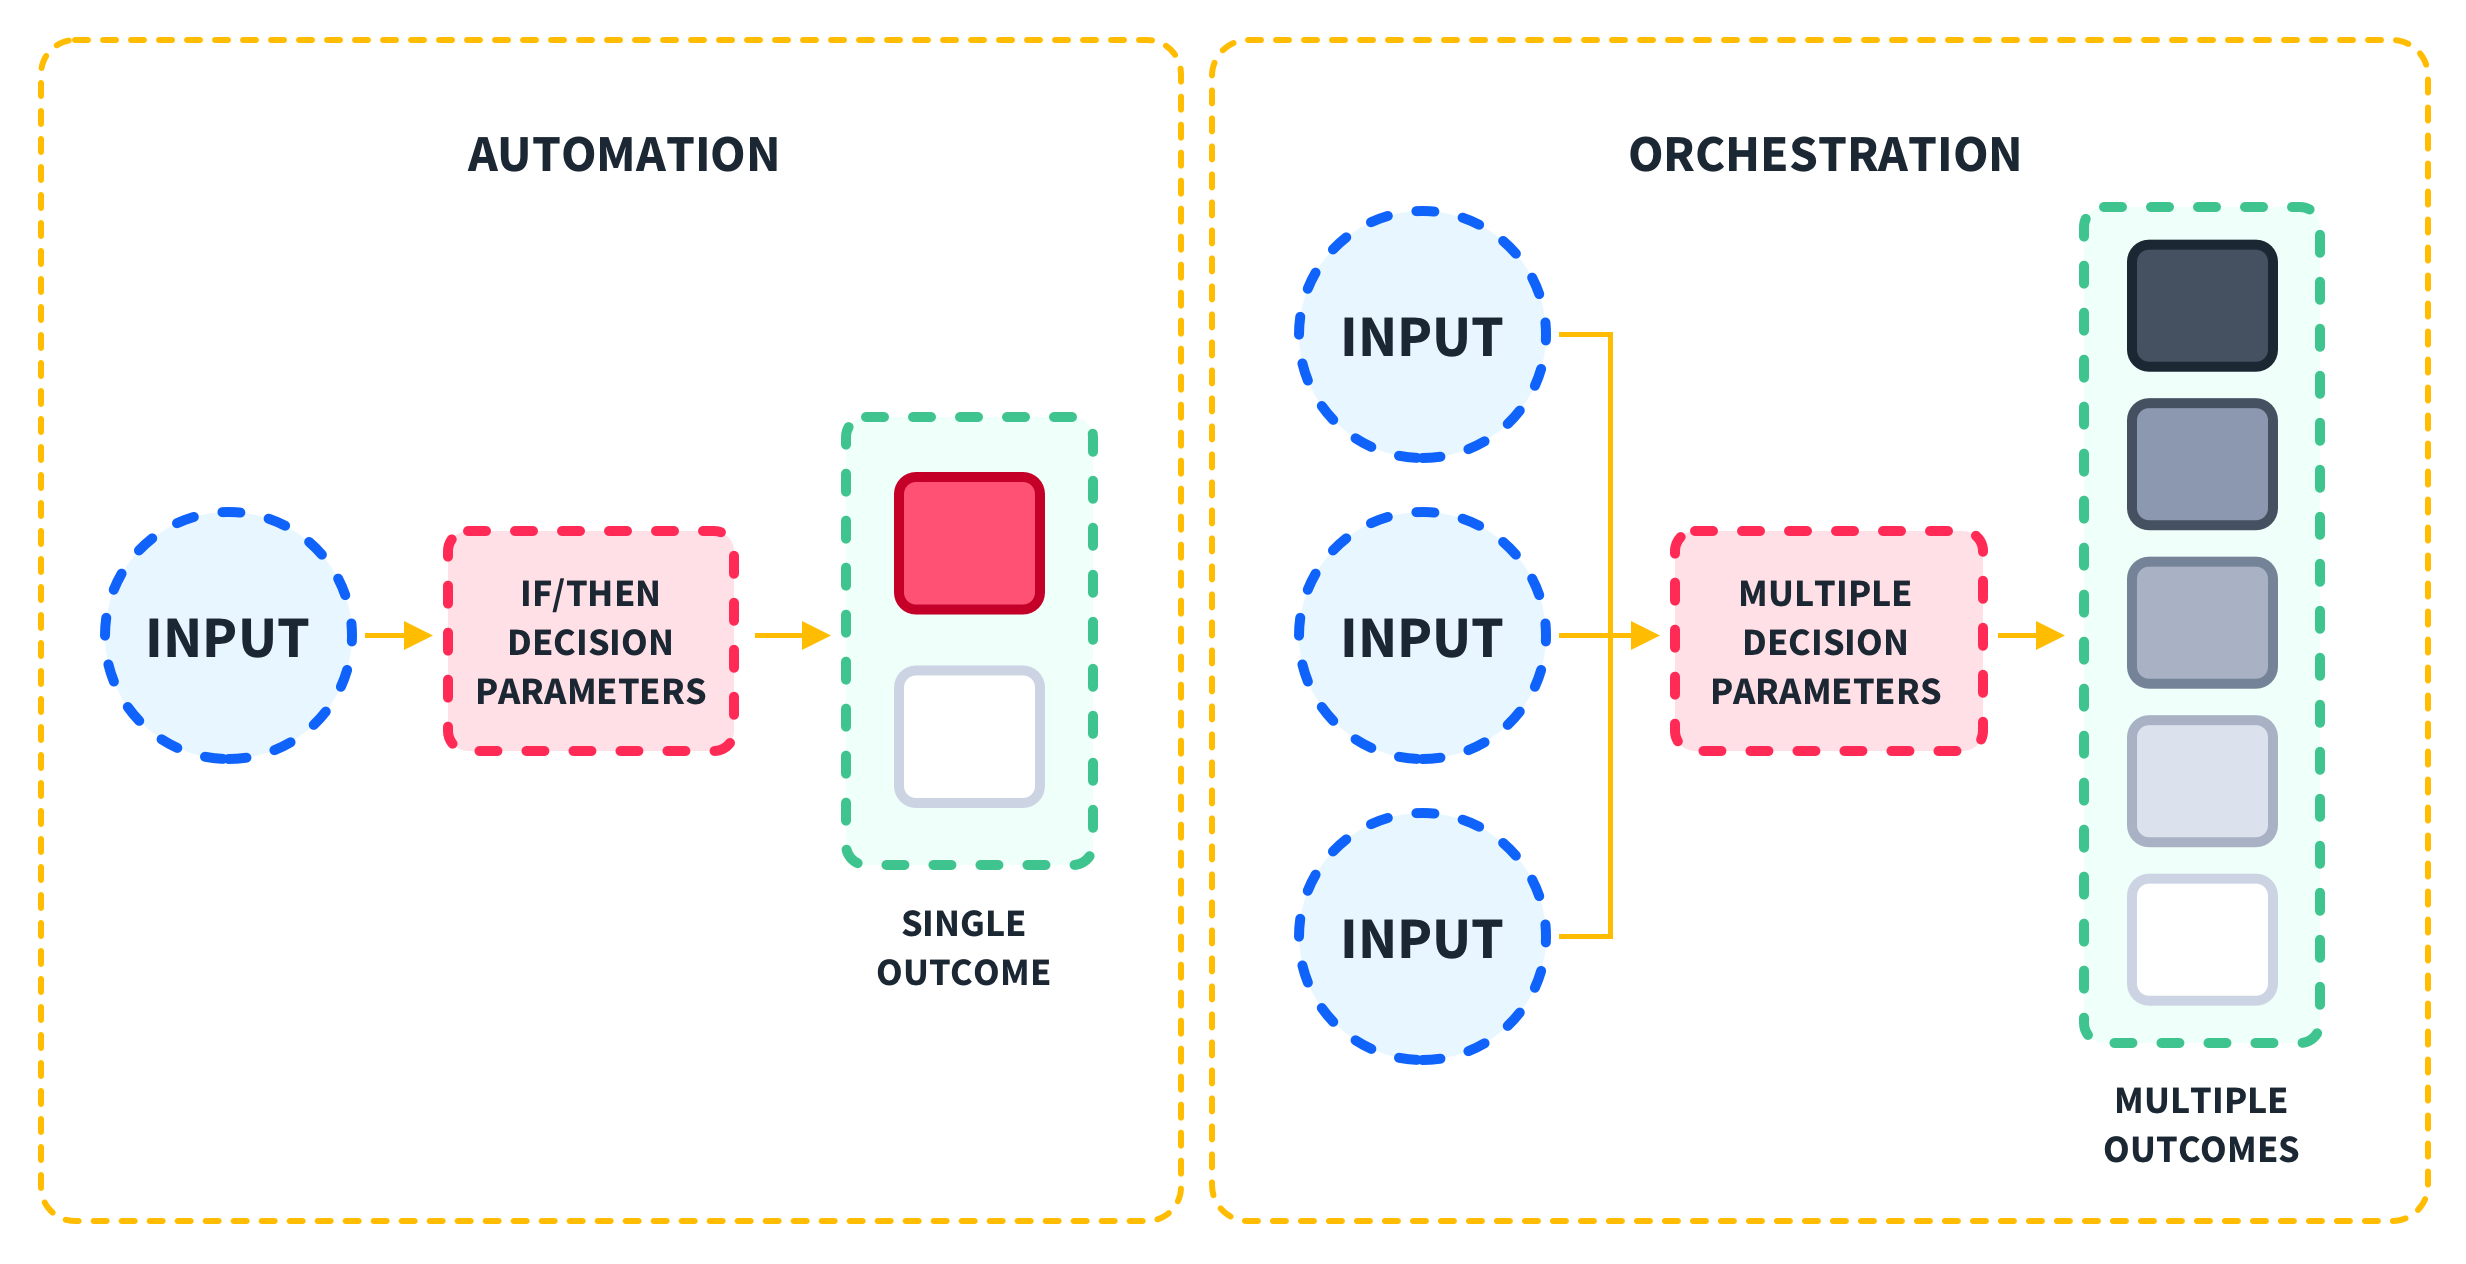 AUTOMATION
INPUT
IF/THEN
DECISION
PARAMETERS
SINGLE
OUTCOME
ORCHESTRATION
INPUT
INPUT
INPUT
MULTIPLE
DECISION
PARAMETERS
MULTIPLE
OUTCOMES